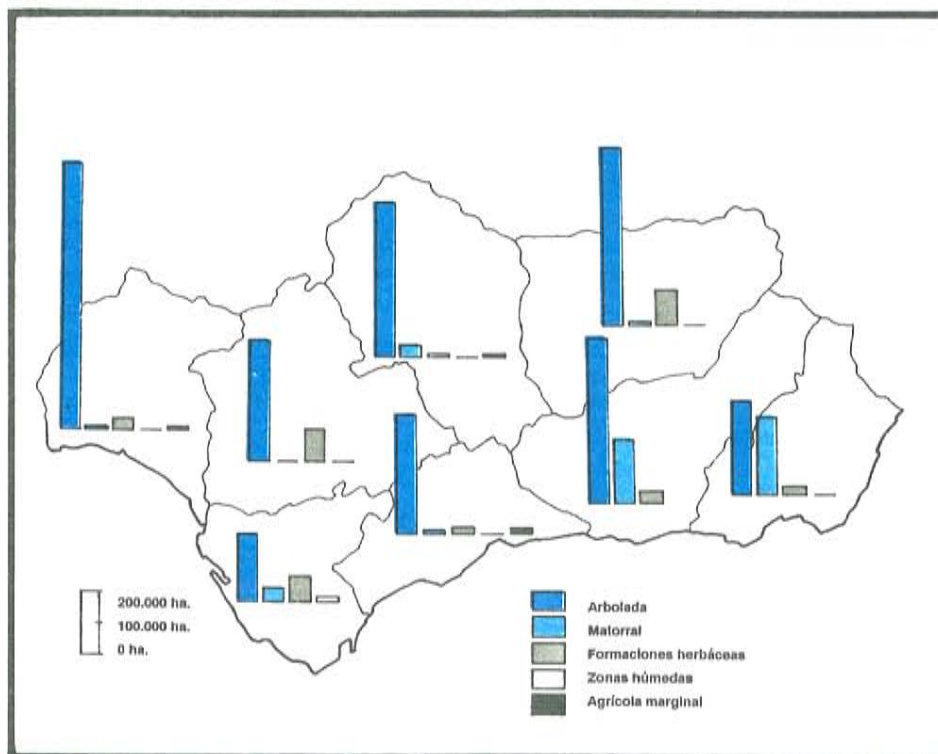 200.000 ha.
100.000 ha.
0 ha.
Arbolada
Matorral
Formaciones herbáceas
Zonas húmedas
Agrícola marginal